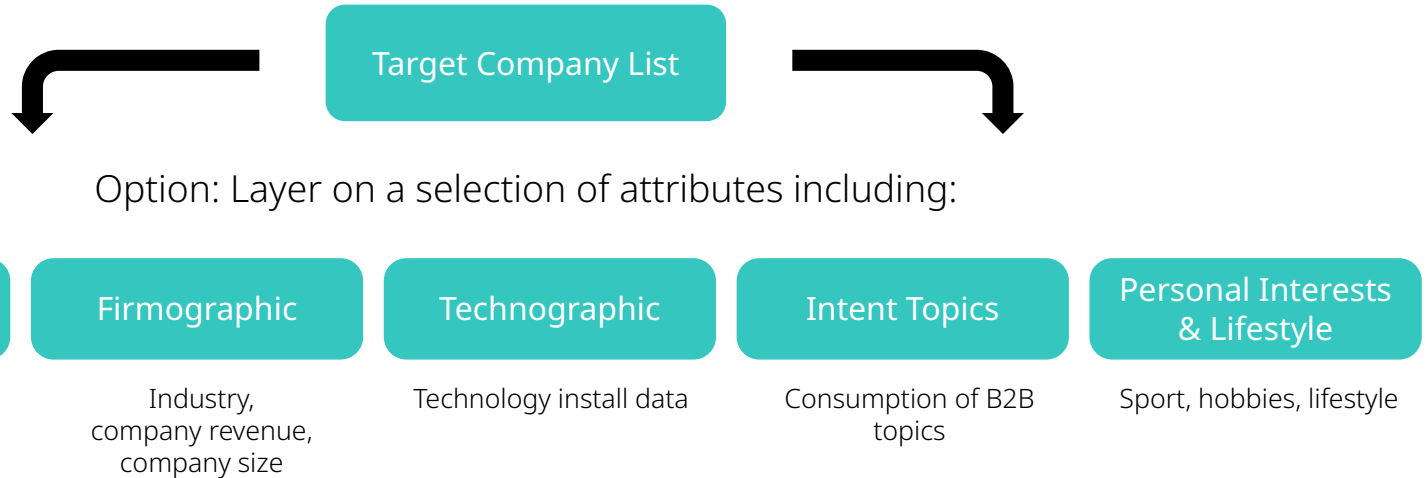 Target Company List
Option: Layer on a selection of attributes including:
Firmographic
Technographic
Intent Topics
Personal Interests
& Lifestyle
Industry,
company revenue,
company size
Technology install data
Consumption of B2B
topics
Sport, hobbies, lifestyle